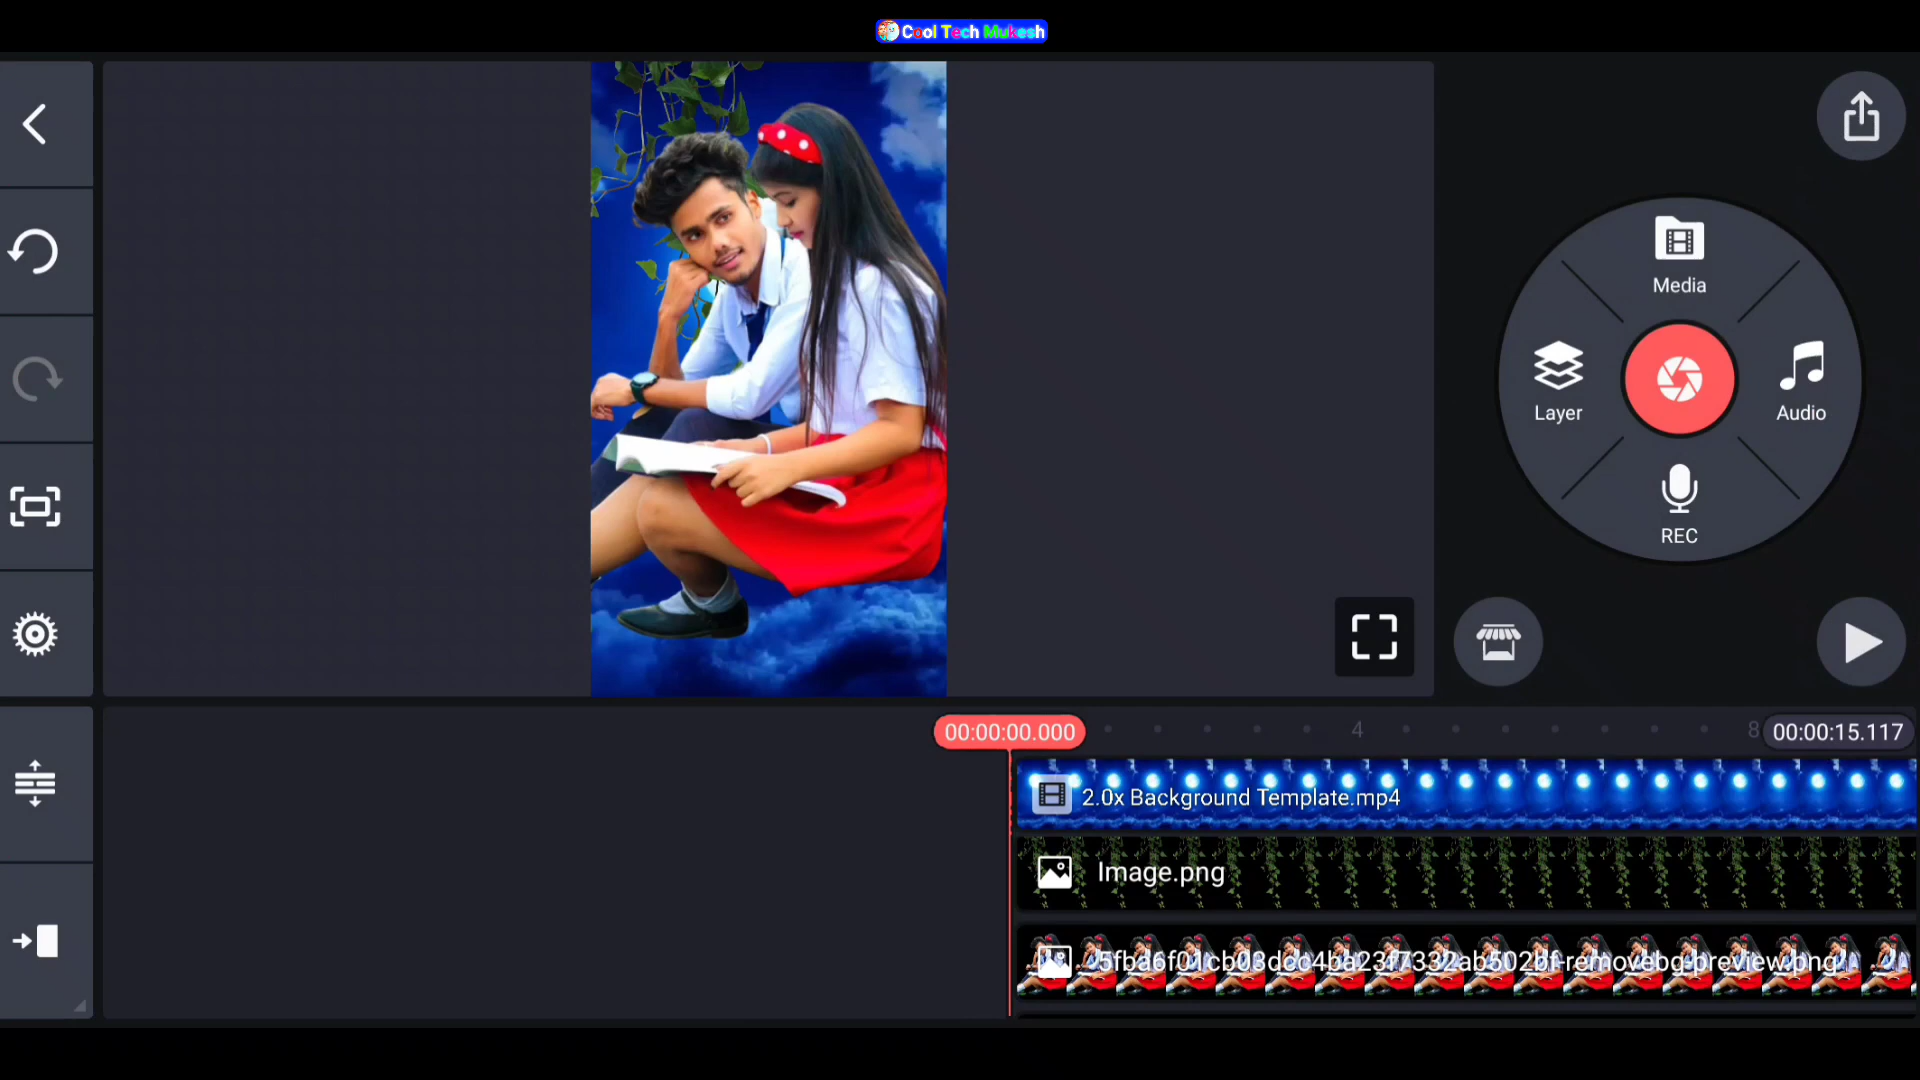 Cool Tech Mukesh
Media
Layer
Audio
REC
00:00:00.000
4
8
00:00:15.117
2.0x Background Template.mp4
Image.png
5fba6f01cb03dcc4ba23f7332ab502bf-removebg-preview.png